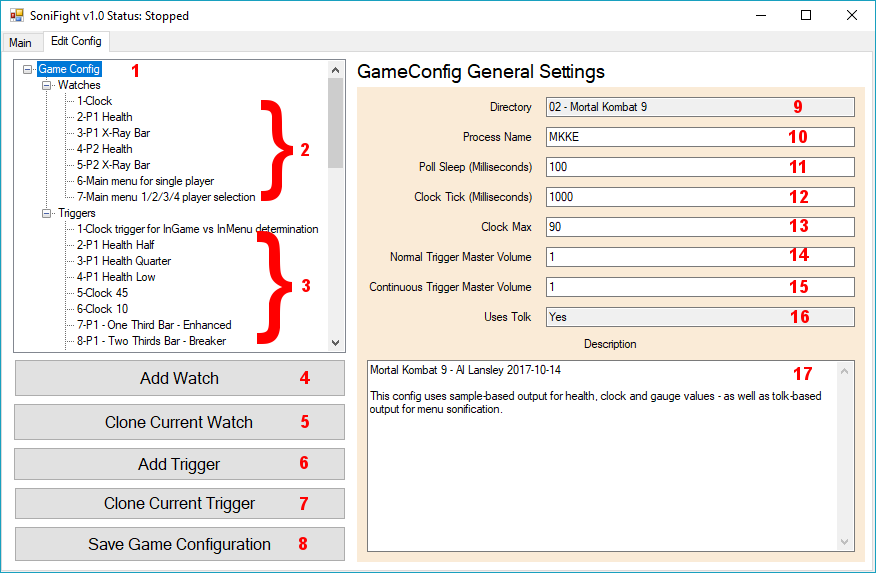 SoniFight v1.0 Status: Stopped
Main
Edit Config
Game Config
1
Watches
1-Clock
2-P1 Health
3-P1 X-Ray Bar
4-P2 Health
5-P2 X-Ray Bar
6-Main menu for single player
7-Main menu 1/2/3/4 player selection
2
Triggers
1-Clock trigger for InGame vs InMenu determination
2-P1 Health Half
3-P1 Health Quarter
4-P1 Health Low
5-Clock 45
6-Clock 10
7-P1 - One Third Bar - Enhanced
8-P1 - Two Thirds Bar - Breaker
3
Add Watch 4
Clone Current Watch 5
Add Trigger 6
Clone Current Trigger 7
Save Game Configuration 8
GameConfig General Settings
Directory 02 - Mortal Kombat 9 9
Process Name MKKE 10
Poll Sleep (Milliseconds) 100 11
Clock Tick (Milliseconds) 1000 12
Clock Max 90 13
Normal Trigger Master Volume 1 14
Continuous Trigger Master Volume 1 15
Uses Tolk Yes 16
Description
Mortal Kombat 9 - Al Lansley 2017-10-14 17
This config uses sample-based output for health, clock and gauge values - as well as tolk-based
output for menu sonification.